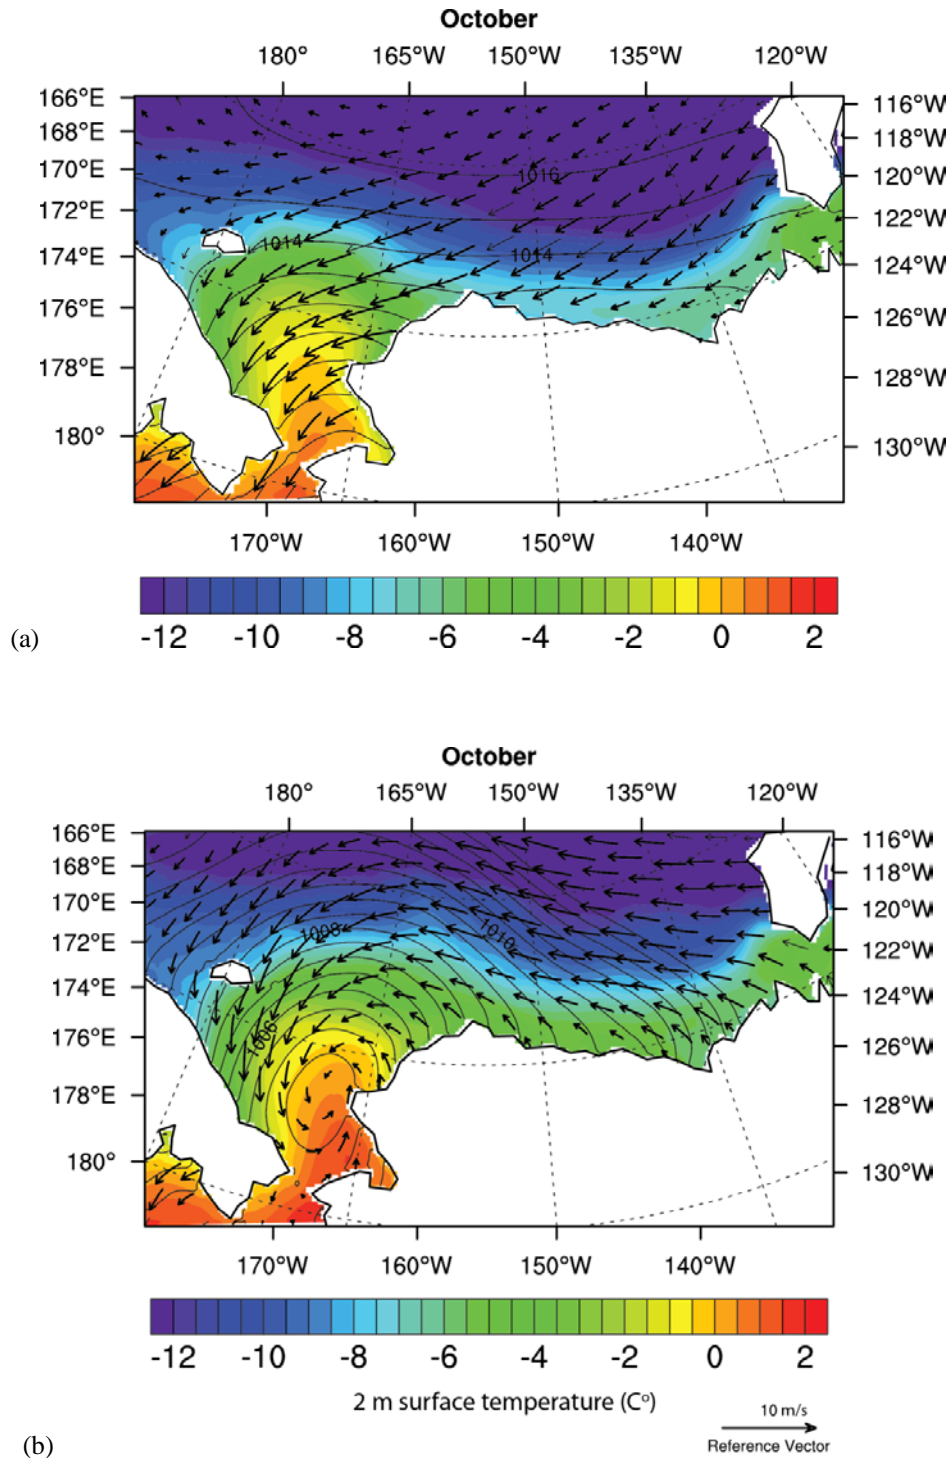 October
180° 165°W 150°W 135°W 120°W
166°E 116°W
168°E 118°W
170°E 120°W
1016
172°E 122°W
1014 1014
174°E 124°W
176°E 126°W
178°E 128°W
180° 130°W
170°W 160°W 150°W 140°W
-12 -10 -8 -6 -4 -2 0 2
(a)
October
180° 165°W 150°W 135°W 120°W
166°E 116°W
168°E 118°W
170°E 120°W
1008 1010
172°E 122°W
174°E 124°W
1006
176°E 126°W
178°E 128°W
180° 130°W
170°W 160°W 150°W 140°W
-12 -10 -8 -6 -4 -2 0 2
2 m surface temperature (C°)
10 m/s
Reference Vector
(b)